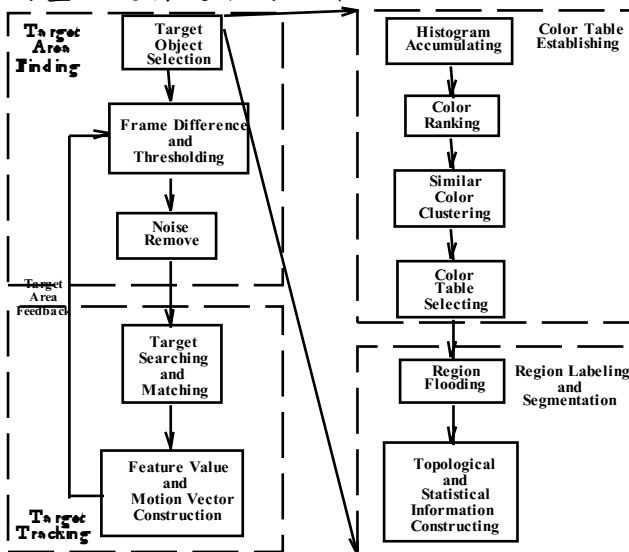 Target
Area
Finding
Target
Object
Selection
Frame Difference
and
Thresholding
Noise
Remove
Target
Area
Feedback
Target
Searching
and
Matching
Feature Value
and
Motion Vector
Construction
Target
Tracking
Histogram
Accumulating
Color Table
Establishing
Color
Ranking
Similar
Color
Clustering
Color
Table
Selecting
Region
Flooding
Region Labeling
and
Segmentation
Topological
and
Statistical
Information
Constructing